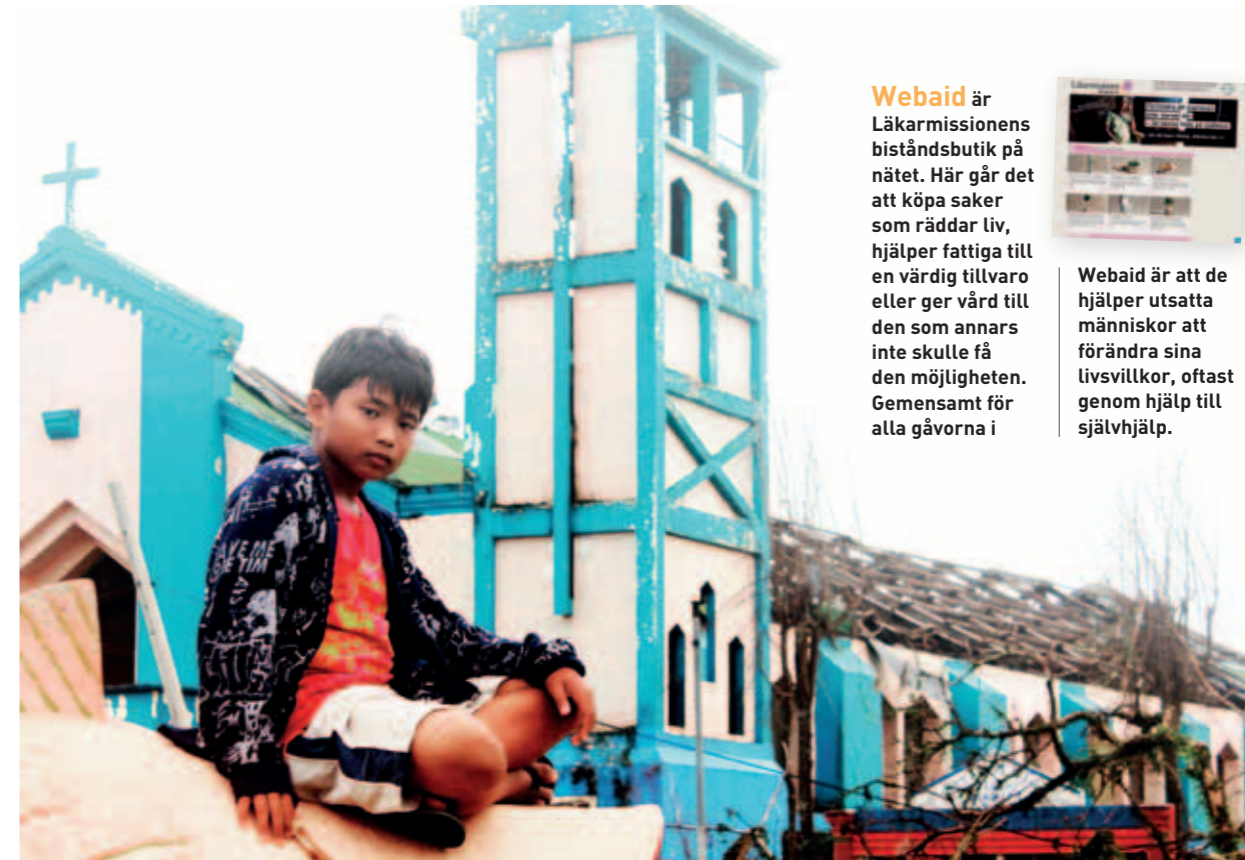 Webaid är
Läkarmissionens
biståndsbutik på
nätet. Här går det
att köpa saker
som räddar liv,
hjälper fattiga till
en värdig tillvaro
eller ger vård till
den som annars
inte skulle få
den möjligheten.
Gemensamt för
alla gåvorna i
Webaid är att de
hjälper utsatta
människor att
förändra sina
livsvillkor, oftast
genom hjälp till
självhjälp.